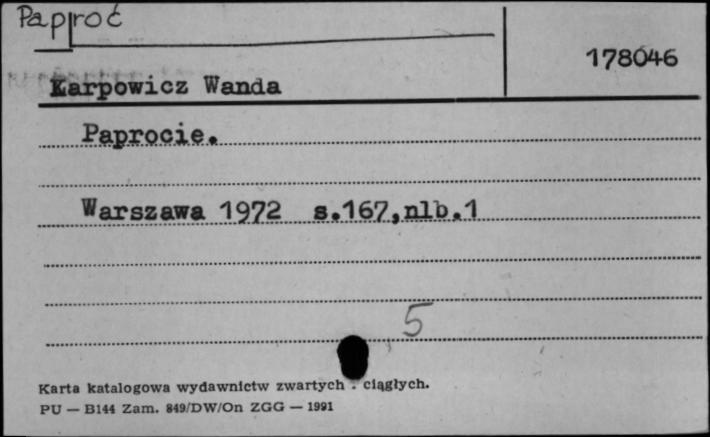 Paproć
178046
Karpowicz Wanda
Paprocie.
Warszawa 1972 s.167,nlb.1
5
Karta katalogowa wydawnictw zwartych . ciągłych.
PU — B144 Zam. 849/DW/On ZGG — 1991